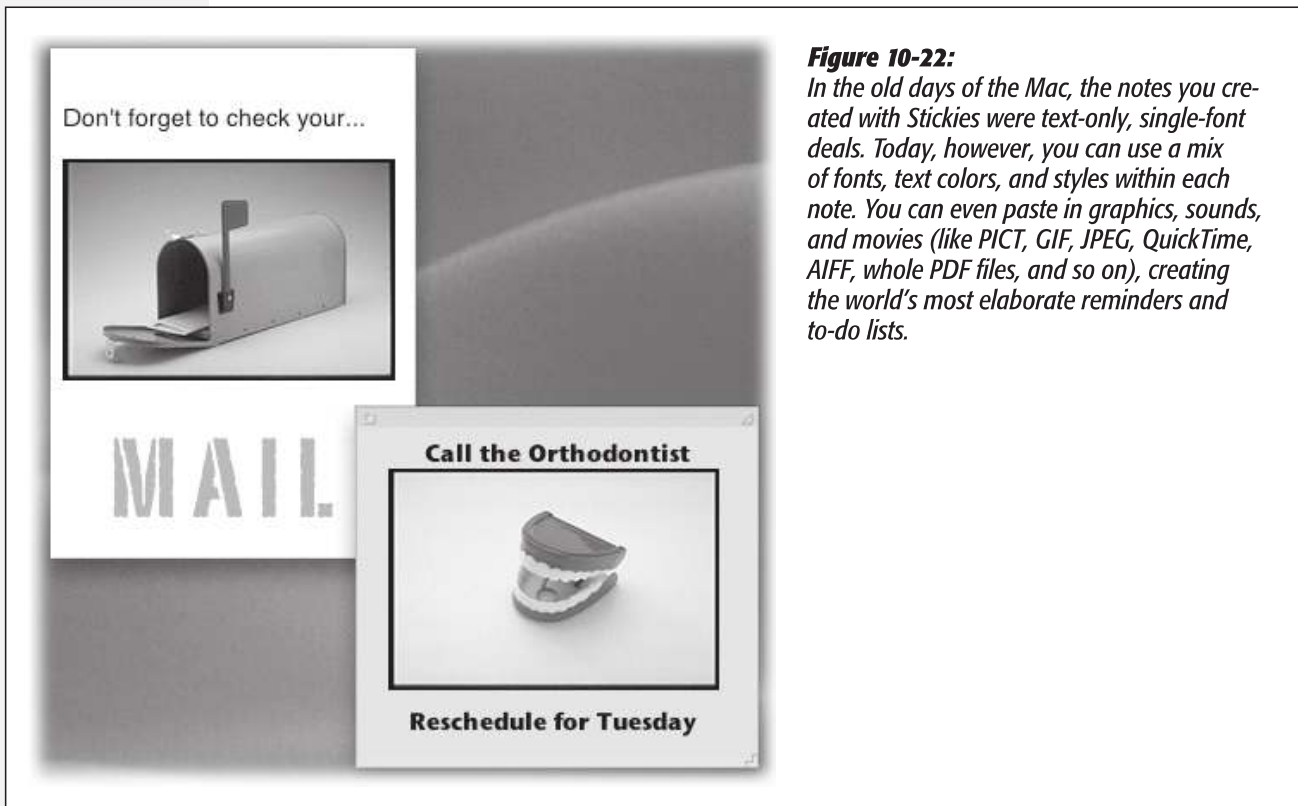 Don't forget to check your...
MAIL
Call the Orthodontist
Reschedule for Tuesday
Figure 10-22:
In the old days of the Mac, the notes you cre-
ated with Stickies were text-only, single-font
deals. Today, however, you can use a mix
of fonts, text colors, and styles within each
note. You can even paste in graphics, sounds,
and movies (like PICT, GIF, JPEG, QuickTime,
AIFF, whole PDF files, and so on), creating
the world's most elaborate reminders and
to-do lists.